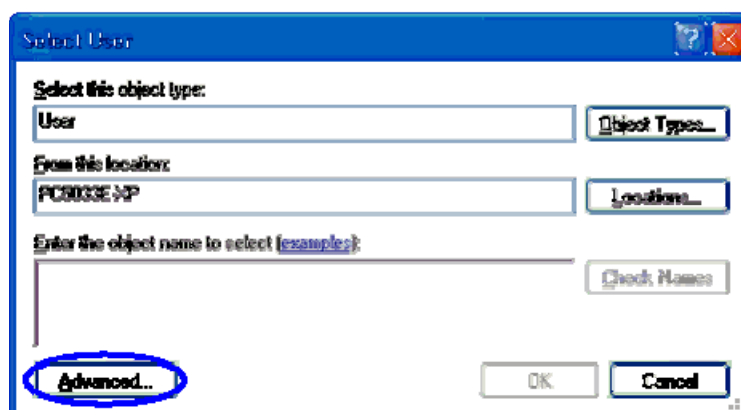 Select User
Select this object type:
User
Object Types...
From this location:
Locations...
Enter the object name to select (examples):
Check Names
Advanced...
OK
Cancel